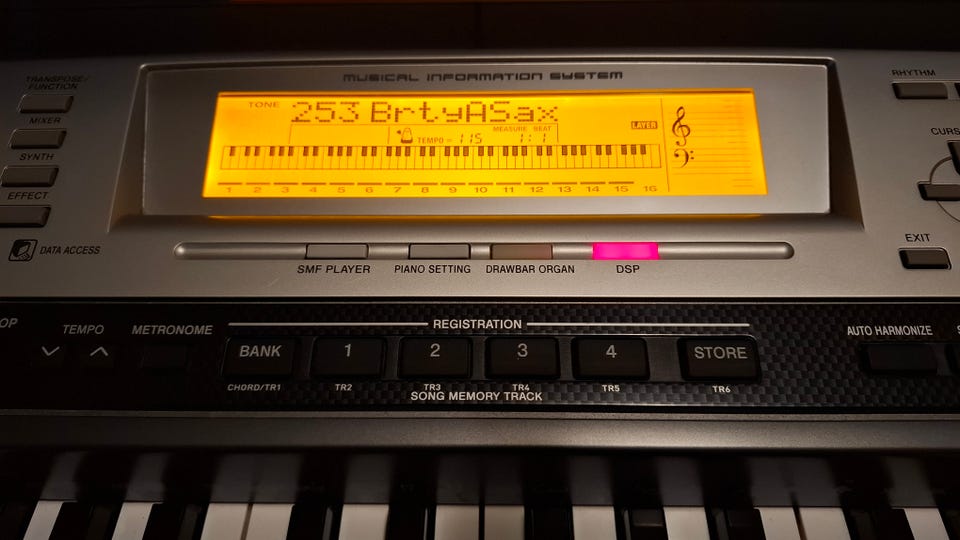 TRANSPOSE/
FUNCTION
MIXER
SYNTH
EFFECT
DATA ACCESS
MUSICAL INFORMATION SYSTEM
TONE 253 BrtyASax
TEMPO = 115 MEASURE 1 : BEAT 1
LAYER
1 2 3 4 5 6 7 8 9 10 11 12 13 14 15 16
SMF PLAYER PIANO SETTING DRAWBAR ORGAN DSP
RHYTHM
EXIT
TEMPO METRONOME
REGISTRATION
BANK 1 2 3 4 STORE
CHORD/TR1 TR2 TR3 TR4 TR5 TR6
SONG MEMORY TRACK
AUTO HARMONIZE